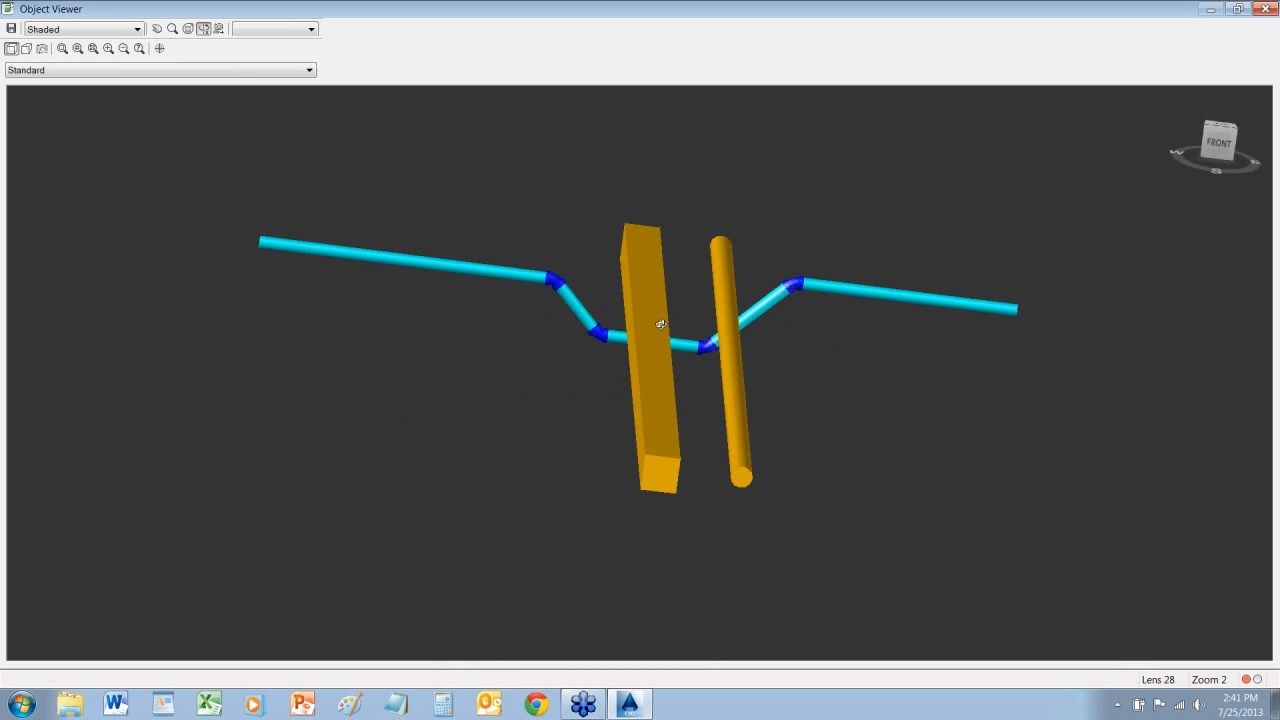 Object Viewer
Shaded
Standard
FRONT
S
Lens 28
Zoom 2
2:41 PM
7/25/2013